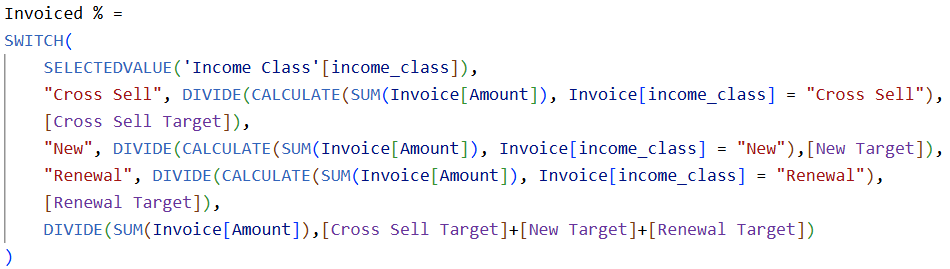 Invoiced % =
SWITCH(
    SELECTEDVALUE('Income Class'[income_class]),
    "Cross Sell", DIVIDE(CALCULATE(SUM(Invoice[Amount]), Invoice[income_class] = "Cross Sell"),
    [Cross Sell Target]),
    "New", DIVIDE(CALCULATE(SUM(Invoice[Amount]), Invoice[income_class] = "New"),[New Target]),
    "Renewal", DIVIDE(CALCULATE(SUM(Invoice[Amount]), Invoice[income_class] = "Renewal"),
    [Renewal Target]),
    DIVIDE(SUM(Invoice[Amount]),[Cross Sell Target]+[New Target]+[Renewal Target])
)